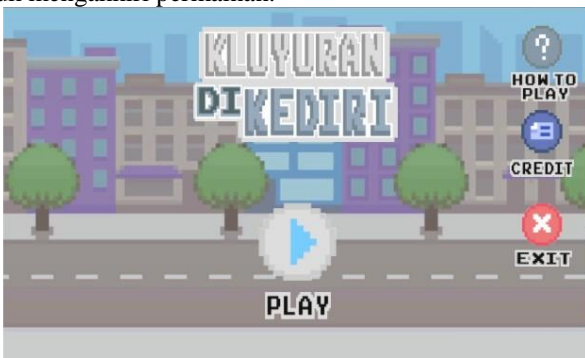 KLUYURAN
DI KEDIRI
HOW TO
PLAY
CREDIT
EXIT
PLAY